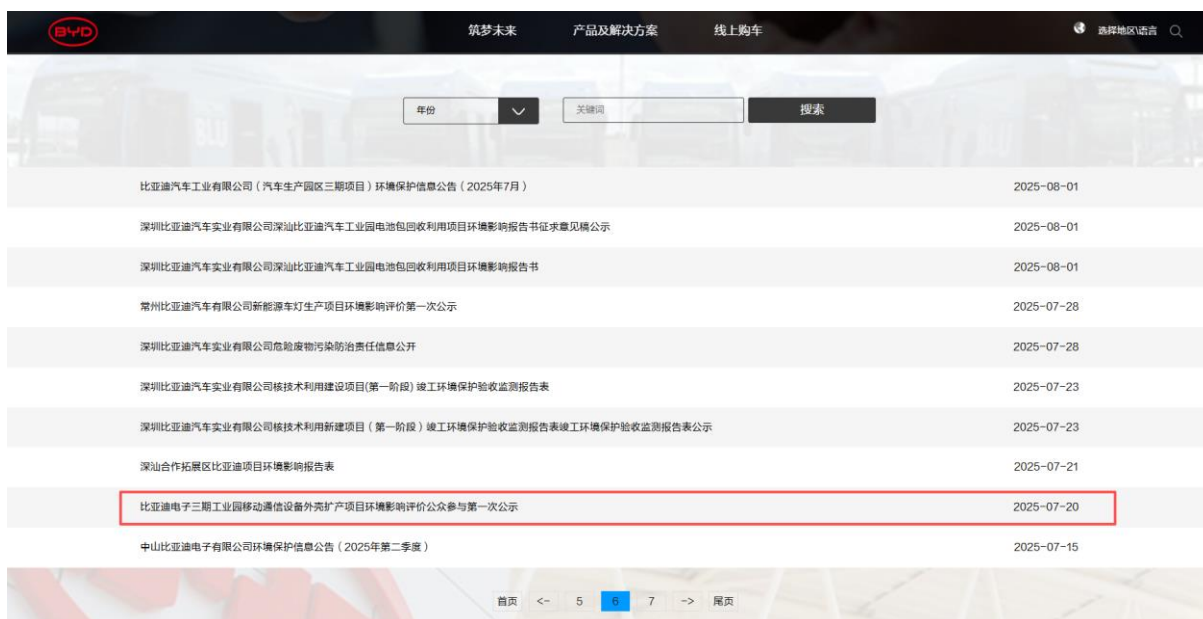 BYD 筑梦未来 产品及解决方案 线上购车 选择地区\语言
年份 关键词 搜索
比亚迪汽车工业有限公司（汽车生产园区三期项目）环境保护信息公告（2025年7月） 2025-08-01
深圳比亚迪汽车实业有限公司深汕比亚迪汽车工业园电池包回收利用项目环境影响报告书征求意见稿公示 2025-08-01
深圳比亚迪汽车实业有限公司深汕比亚迪汽车工业园电池包回收利用项目环境影响报告书 2025-08-01
常州比亚迪汽车有限公司新能源车灯生产项目环境影响评价第一次公示 2025-07-28
深圳比亚迪汽车实业有限公司危险废物污染防治责任信息公开 2025-07-28
深圳比亚迪汽车实业有限公司核技术利用建设项目(第一阶段) 竣工环境保护验收监测报告表 2025-07-23
深圳比亚迪汽车实业有限公司核技术利用新建项目（第一阶段）竣工环境保护验收监测报告表竣工环境保护验收监测报告表公示 2025-07-23
深汕合作拓展区比亚迪项目环境影响报告表 2025-07-21
比亚迪电子三期工业园移动通信设备外壳扩产项目环境影响评价公众参与第一次公示 2025-07-20
中山比亚迪电子有限公司环境保护信息公告（2025年第二季度） 2025-07-15
首页 <- 5 6 7 -> 尾页